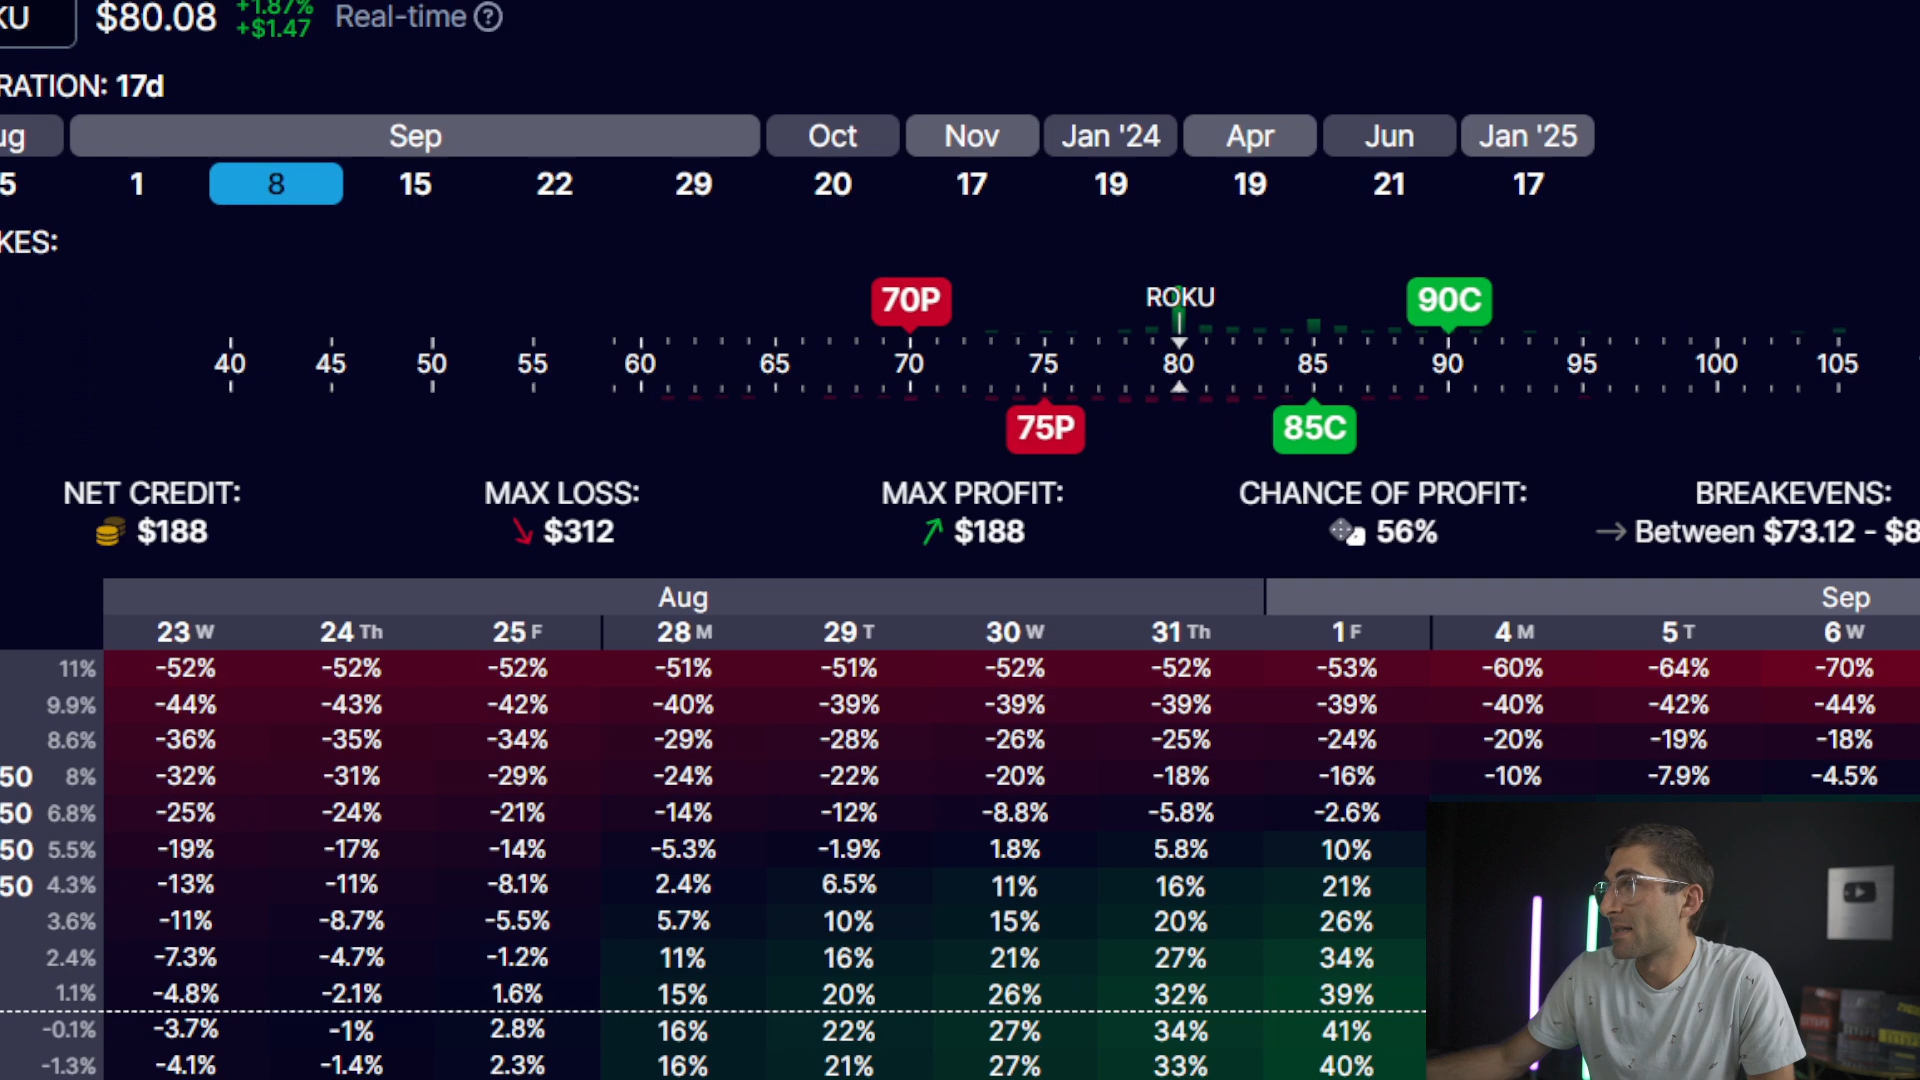 KU $80.08 +1.87% +$1.47 Real-time ?
RATION: 17d
ug Sep Oct Nov Jan '24 Apr Jun Jan '25
5 1 8 15 22 29 20 17 19 19 21 17
KES:
70P ROKU 90C
40 45 50 55 60 65 70 75 80 85 90 95 100 105
75P 85C
NET CREDIT: MAX LOSS: MAX PROFIT: CHANCE OF PROFIT: BREAKEVENS:
$188 $312 $188 56% Between $73.12 - $8
Aug Sep
23 W 24 Th 25 F 28 M 29 T 30 W 31 Th 1 F 4 M 5 T 6 W
11% -52% -52% -52% -51% -51% -52% -52% -53% -60% -64% -70%
9.9% -44% -43% -42% -40% -39% -39% -39% -39% -40% -42% -44%
8.6% -36% -35% -34% -29% -28% -26% -25% -24% -20% -19% -18%
50 8% -32% -31% -29% -24% -22% -20% -18% -16% -10% -7.9% -4.5%
50 6.8% -25% -24% -21% -14% -12% -8.8% -5.8% -2.6%
50 5.5% -19% -17% -14% -5.3% -1.9% 1.8% 5.8% 10%
50 4.3% -13% -11% -8.1% 2.4% 6.5% 11% 16% 21%
3.6% -11% -8.7% -5.5% 5.7% 10% 15% 20% 26%
2.4% -7.3% -4.7% -1.2% 11% 16% 21% 27% 34%
1.1% -4.8% -2.1% 1.6% 15% 20% 26% 32% 39%
-0.1% -3.7% -1% 2.8% 16% 22% 27% 34% 41%
-1.3% -4.1% -1.4% 2.3% 16% 21% 27% 33% 40%